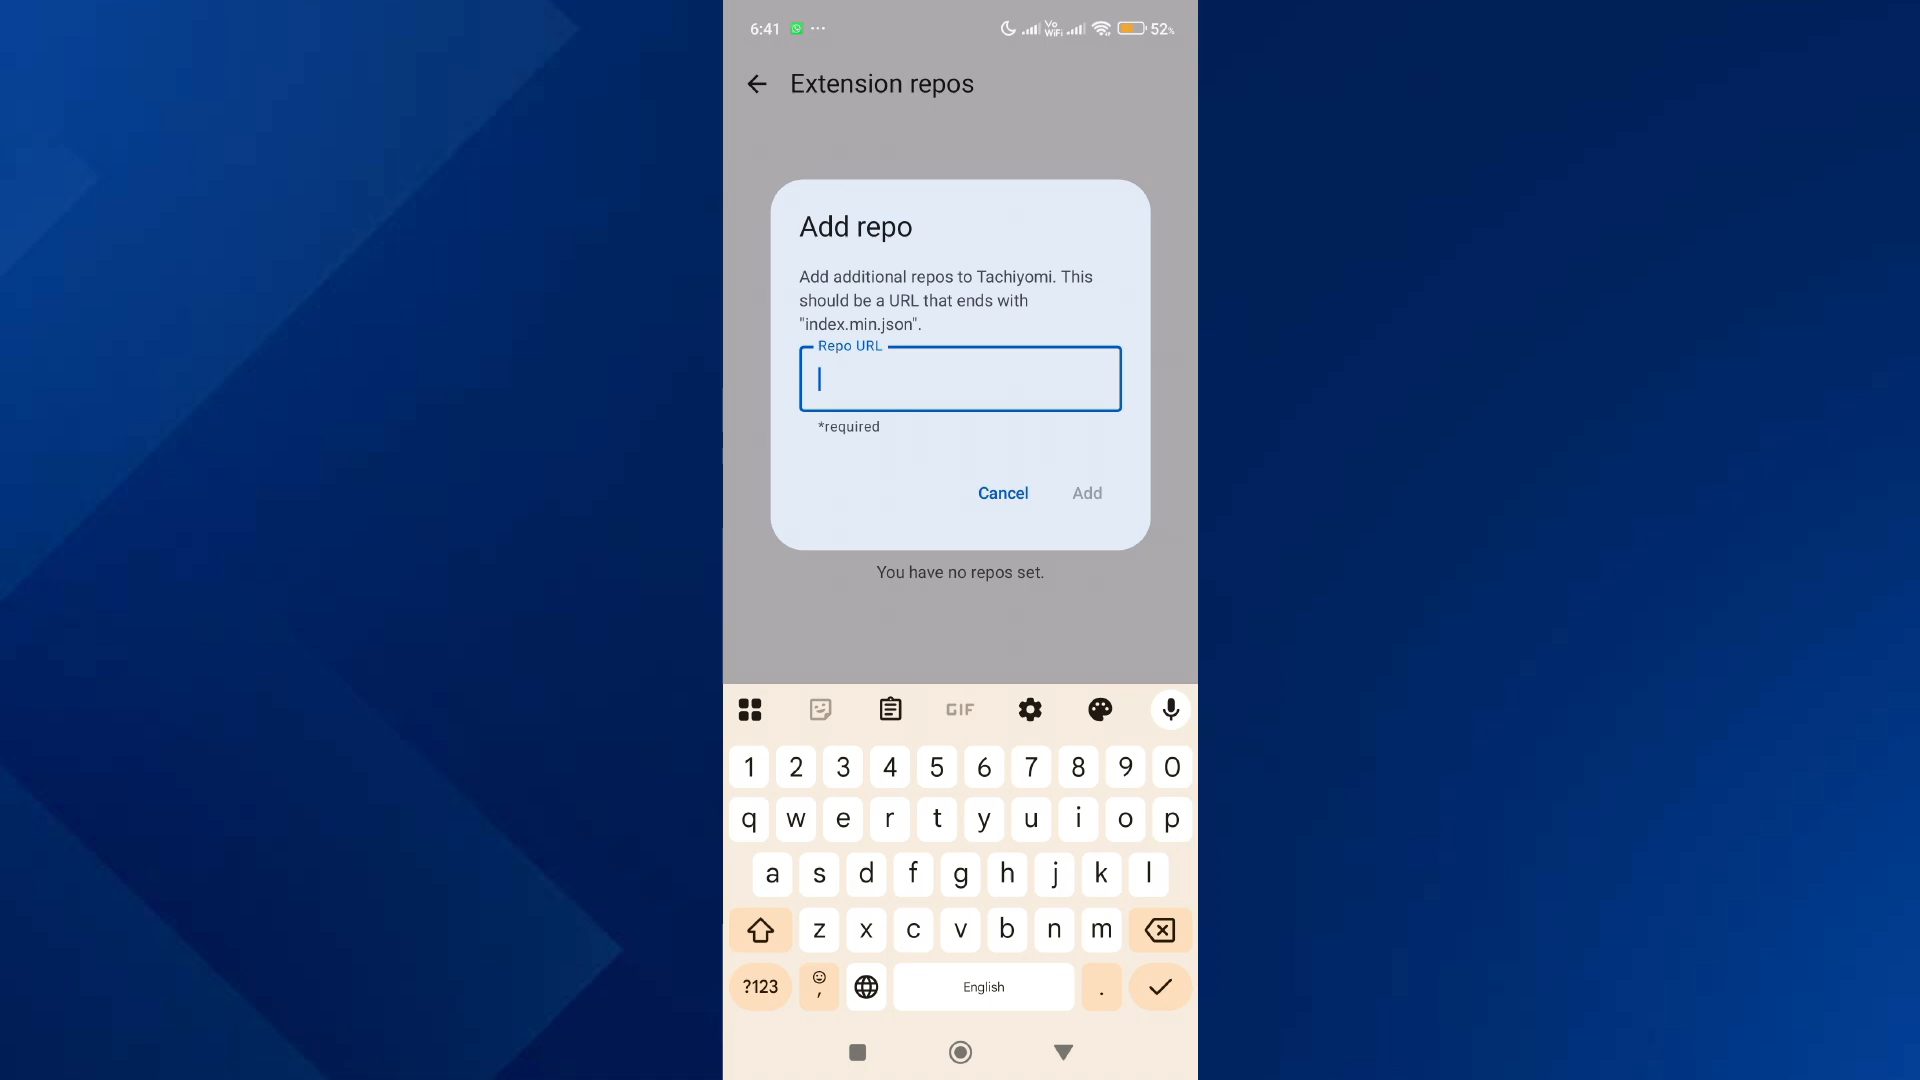 6:41 ... Vo WiFi 52%
Extension repos
Add repo
Add additional repos to Tachiyomi. This
should be a URL that ends with
"index.min.json".
Repo URL
*required
Cancel Add
You have no repos set.
GIF
1 2 3 4 5 6 7 8 9 0
q w e r t y u i o p
a s d f g h j k l
z x c v b n m
?123 , English .